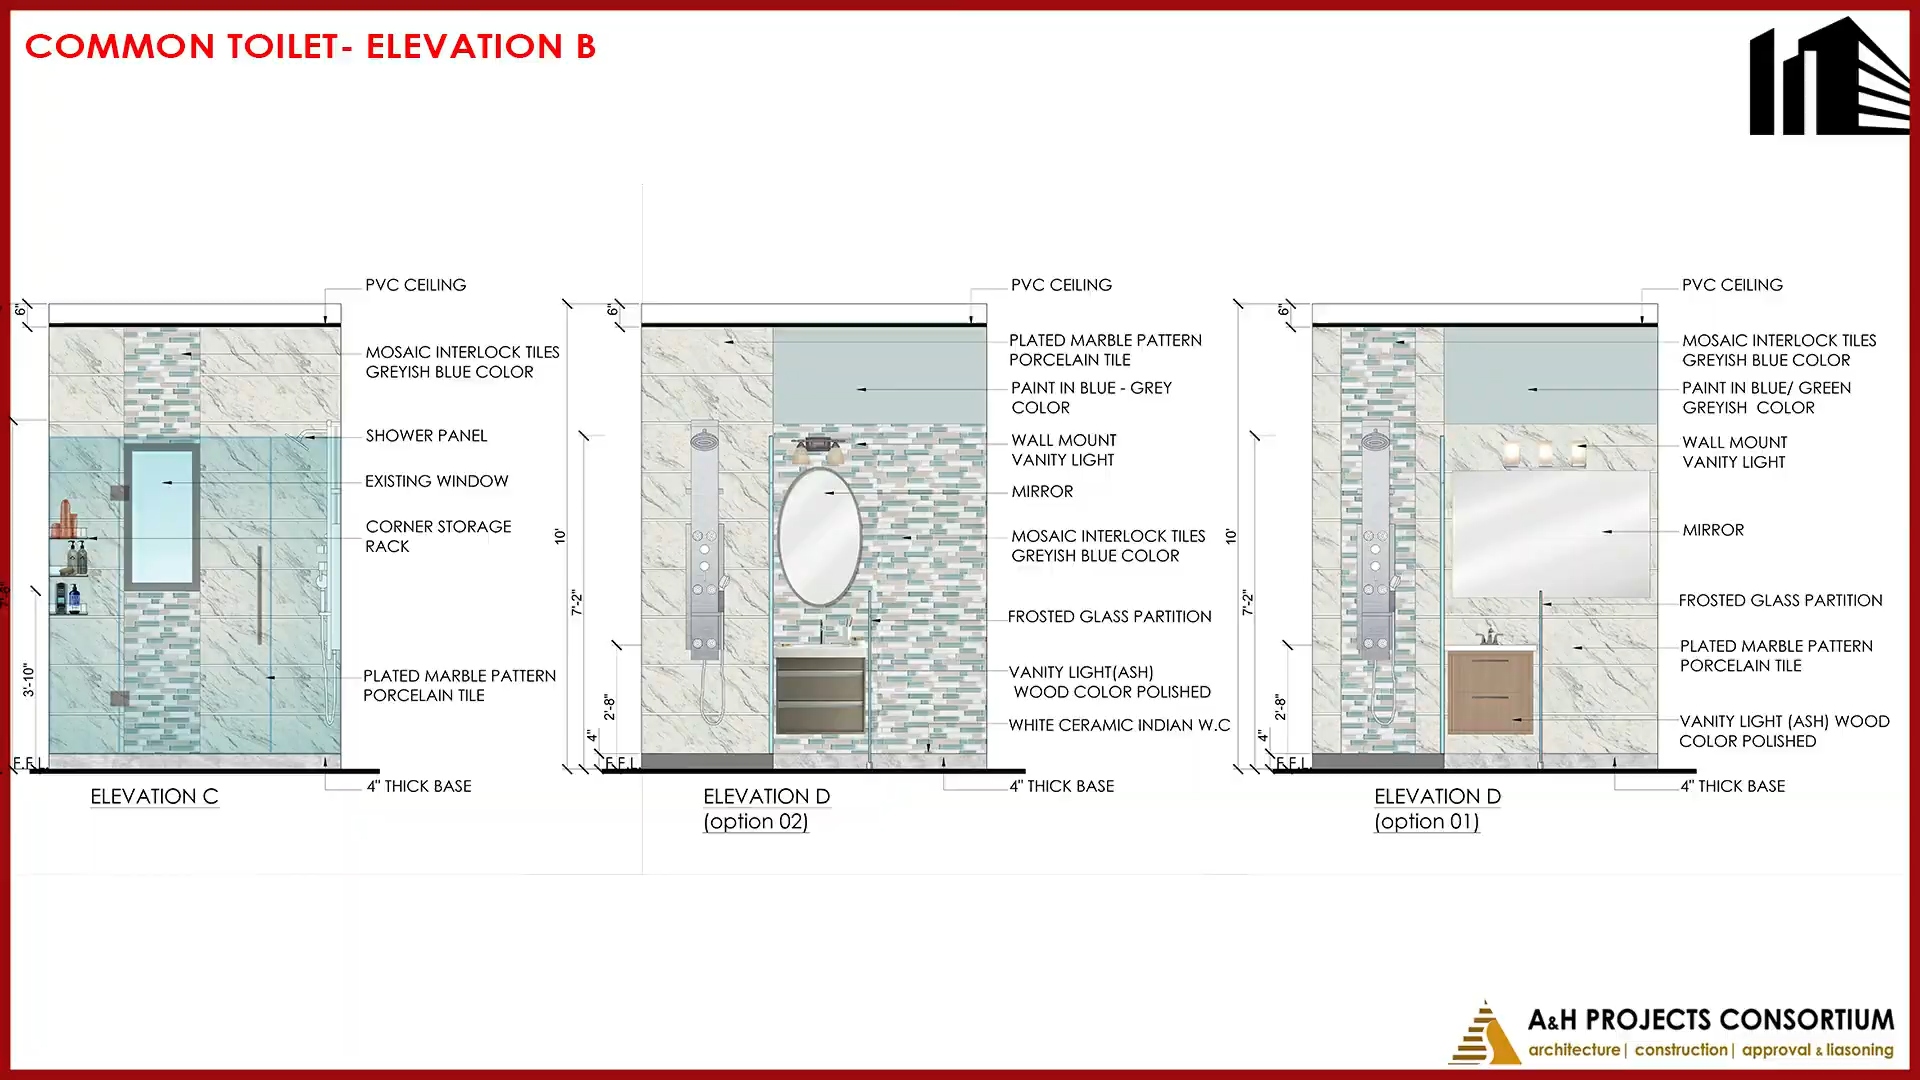 COMMON TOILET- ELEVATION B
PVC CEILING
MOSAIC INTERLOCK TILES
GREYISH BLUE COLOR
SHOWER PANEL
EXISTING WINDOW
CORNER STORAGE
RACK
PLATED MARBLE PATTERN
PORCELAIN TILE
4" THICK BASE
6"
3'-10"
F.F.L.
ELEVATION C
PVC CEILING
PLATED MARBLE PATTERN
PORCELAIN TILE
PAINT IN BLUE - GREY
COLOR
WALL MOUNT
VANITY LIGHT
MIRROR
MOSAIC INTERLOCK TILES
GREYISH BLUE COLOR
FROSTED GLASS PARTITION
VANITY LIGHT(ASH)
WOOD COLOR POLISHED
WHITE CERAMIC INDIAN W.C
4" THICK BASE
6"
10'
7'-2"
2'-8"
4"
F.F.L.
ELEVATION D
(option 02)
PVC CEILING
MOSAIC INTERLOCK TILES
GREYISH BLUE COLOR
PAINT IN BLUE/ GREEN
GREYISH COLOR
WALL MOUNT
VANITY LIGHT
MIRROR
FROSTED GLASS PARTITION
PLATED MARBLE PATTERN
PORCELAIN TILE
VANITY LIGHT (ASH) WOOD
COLOR POLISHED
4" THICK BASE
6"
10'
7'-2"
2'-8"
4"
F.F.L.
ELEVATION D
(option 01)
A&H PROJECTS CONSORTIUM
architecture| construction| approval & liasoning